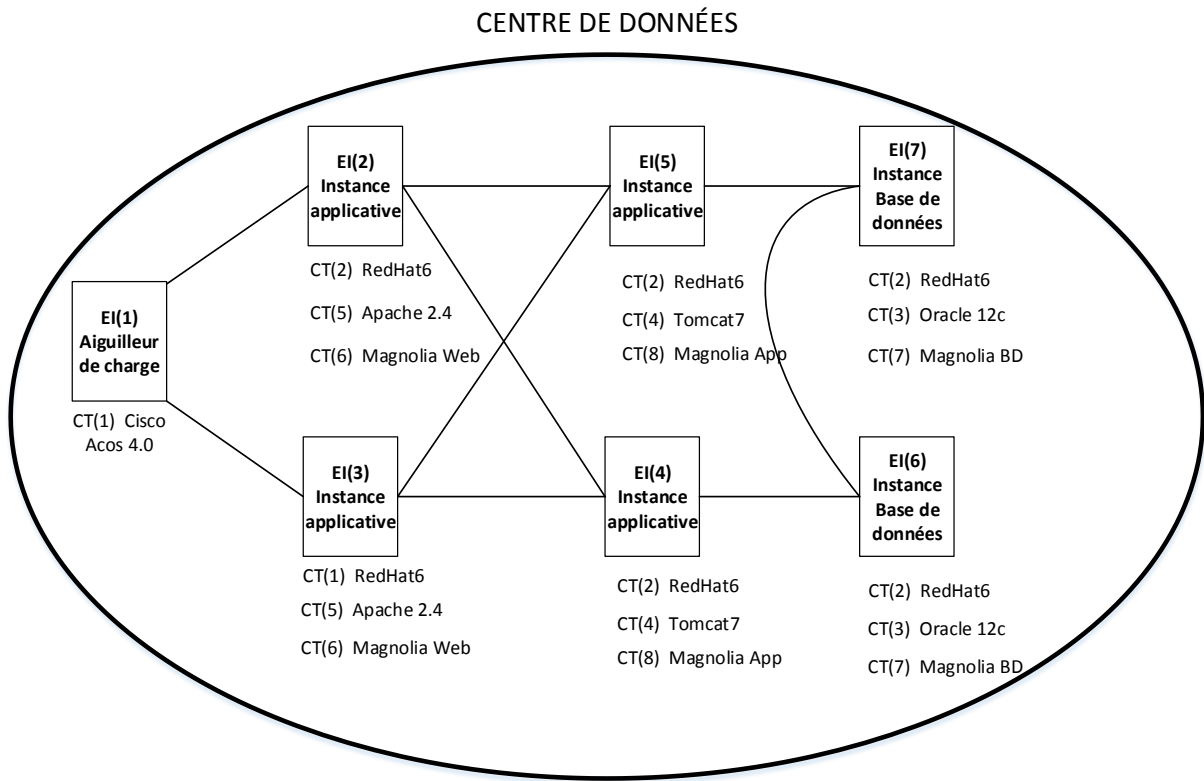 CENTRE DE DONNÉES
EI(1)
Aiguilleur
de charge
CT(1) Cisco
Acos 4.0
EI(2)
Instance
applicative
CT(2) RedHat6
CT(5) Apache 2.4
CT(6) Magnolia Web
EI(5)
Instance
applicative
CT(2) RedHat6
CT(4) Tomcat7
CT(8) Magnolia App
EI(7)
Instance
Base de
données
CT(2) RedHat6
CT(3) Oracle 12c
CT(7) Magnolia BD
EI(3)
Instance
applicative
CT(1) RedHat6
CT(5) Apache 2.4
CT(6) Magnolia Web
EI(4)
Instance
applicative
CT(2) RedHat6
CT(4) Tomcat7
CT(8) Magnolia App
EI(6)
Instance
Base de
données
CT(2) RedHat6
CT(3) Oracle 12c
CT(7) Magnolia BD